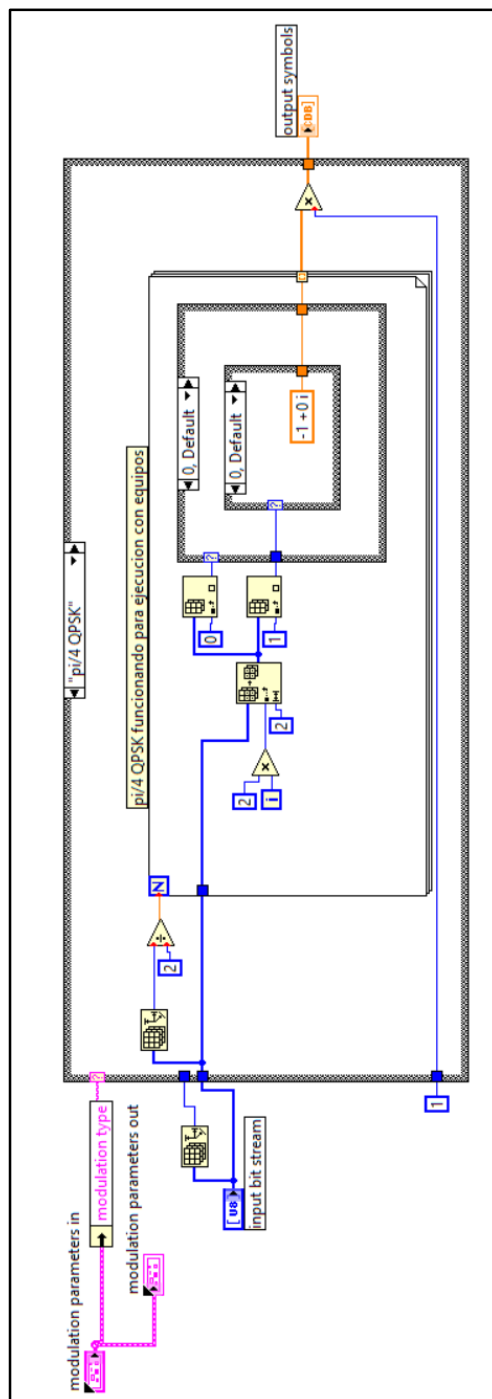 modulation parameters in
modulation type
modulation parameters out
input bit stream
[U8]
"pi/4 QPSK"
pi/4 QPSK funcionando para ejecucion con equipos
N
2
2
i
2
0
1
0, Default
0, Default
-1 +0 i
1
output symbols
[CDB]